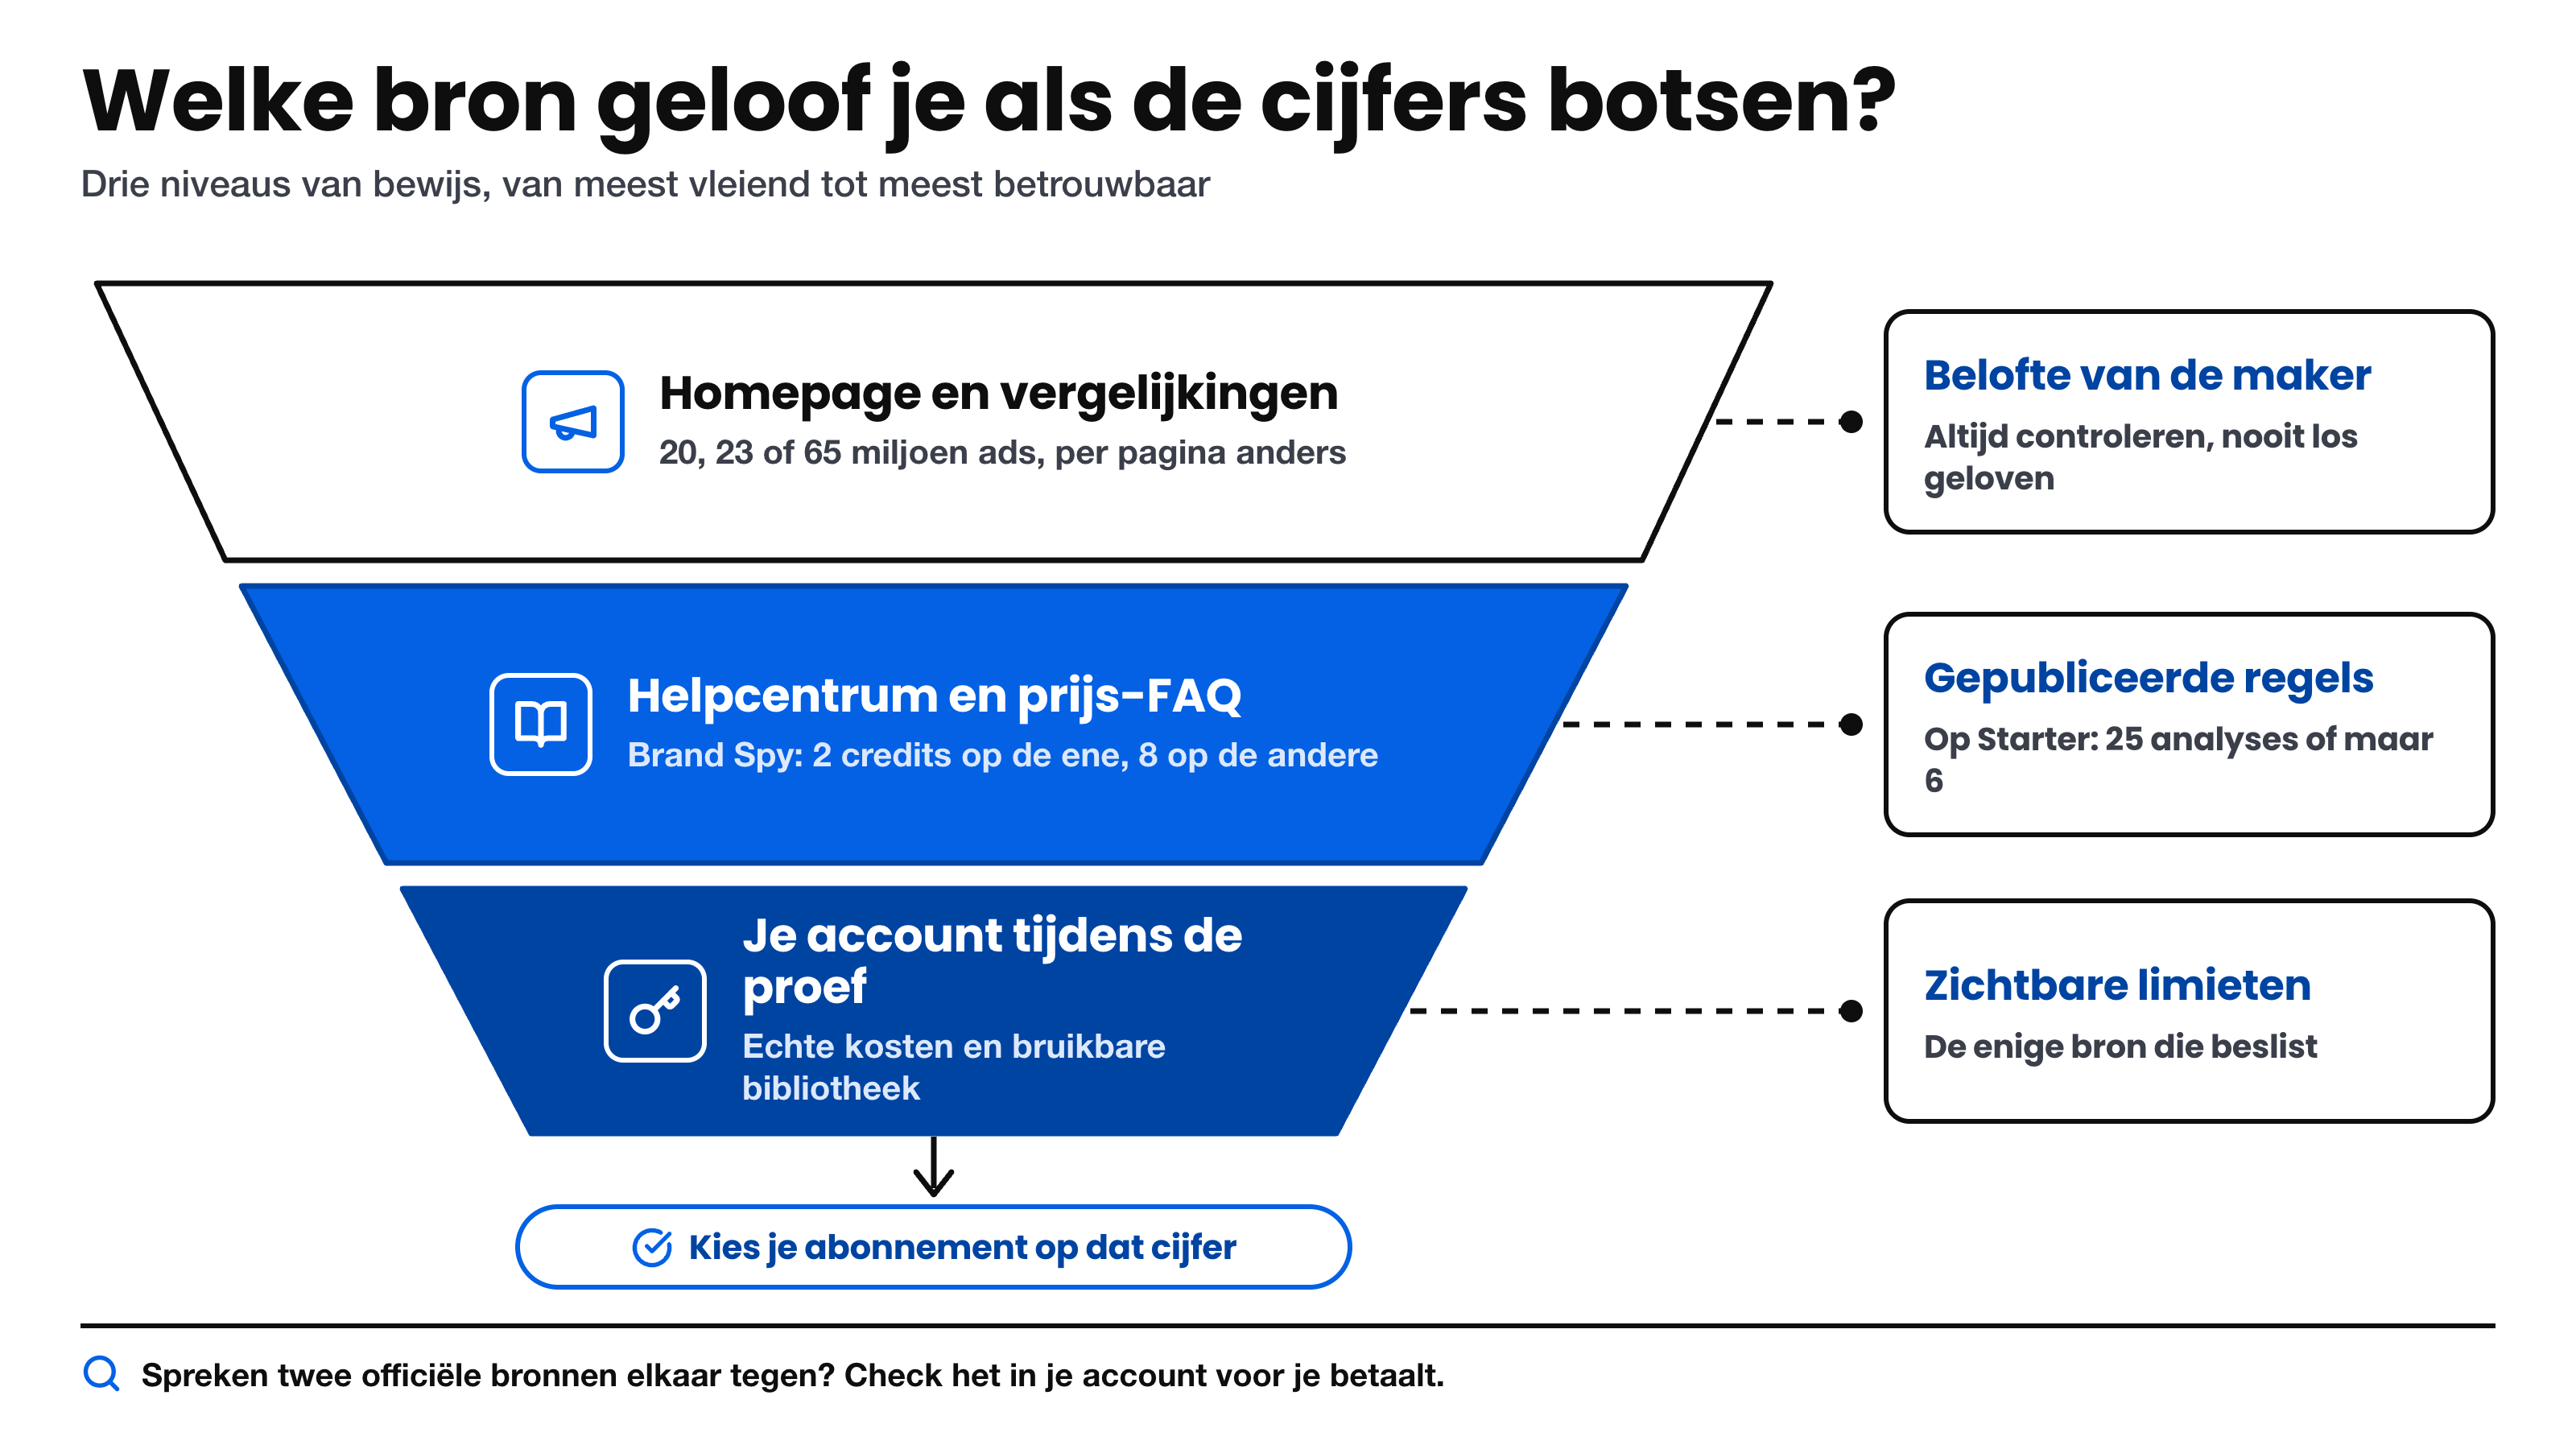 Welke bron geloof je als de cijfers botsen?
Drie niveaus van bewijs, van meest vleiend tot meest betrouwbaar
Homepage en vergelijkingen
20, 23 of 65 miljoen ads, per pagina anders
Belofte van de maker
Altijd controleren, nooit los
geloven
Helpcentrum en prijs-FAQ
Brand Spy: 2 credits op de ene, 8 op de andere
Gepubliceerde regels
Op Starter: 25 analyses of maar
6
Je account tijdens de
proef
Echte kosten en bruikbare
bibliotheek
Zichtbare limieten
De enige bron die beslist
Kies je abonnement op dat cijfer
Spreken twee officiële bronnen elkaar tegen? Check het in je account voor je betaalt.